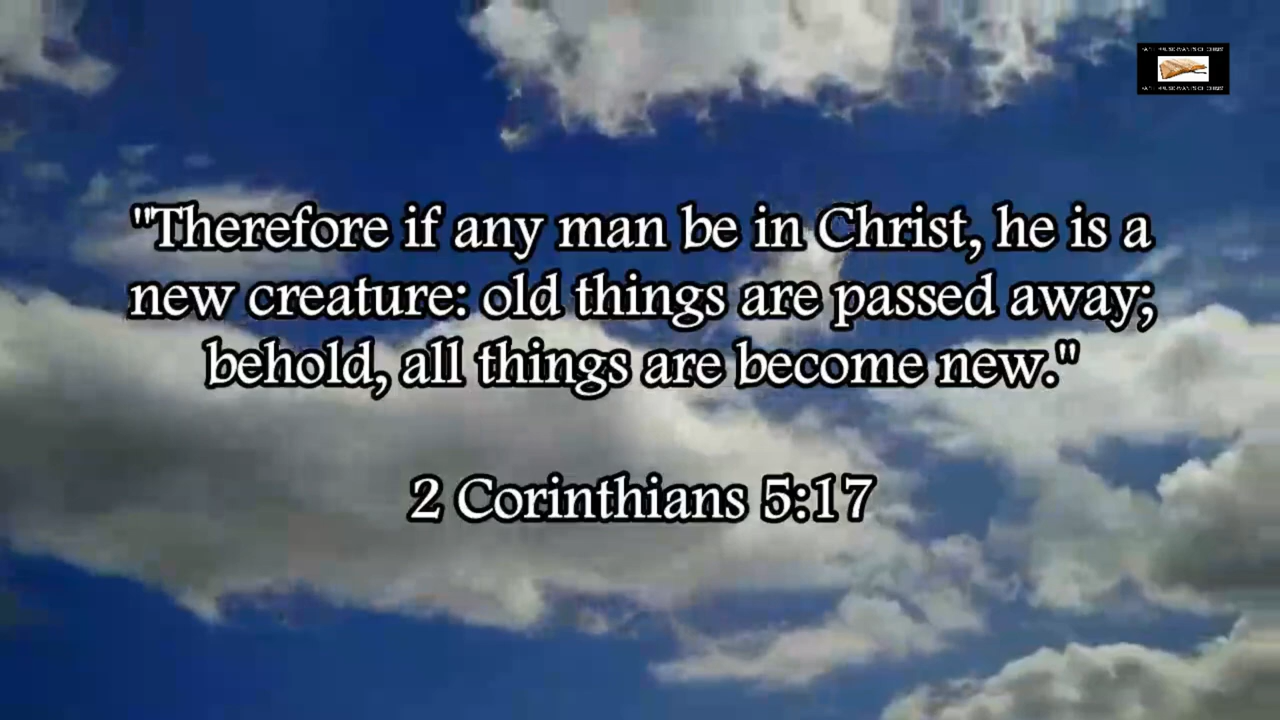 "Therefore if any man be in Christ, he is a
new creature: old things are passed away;
behold, all things are become new."
2 Corinthians 5:17